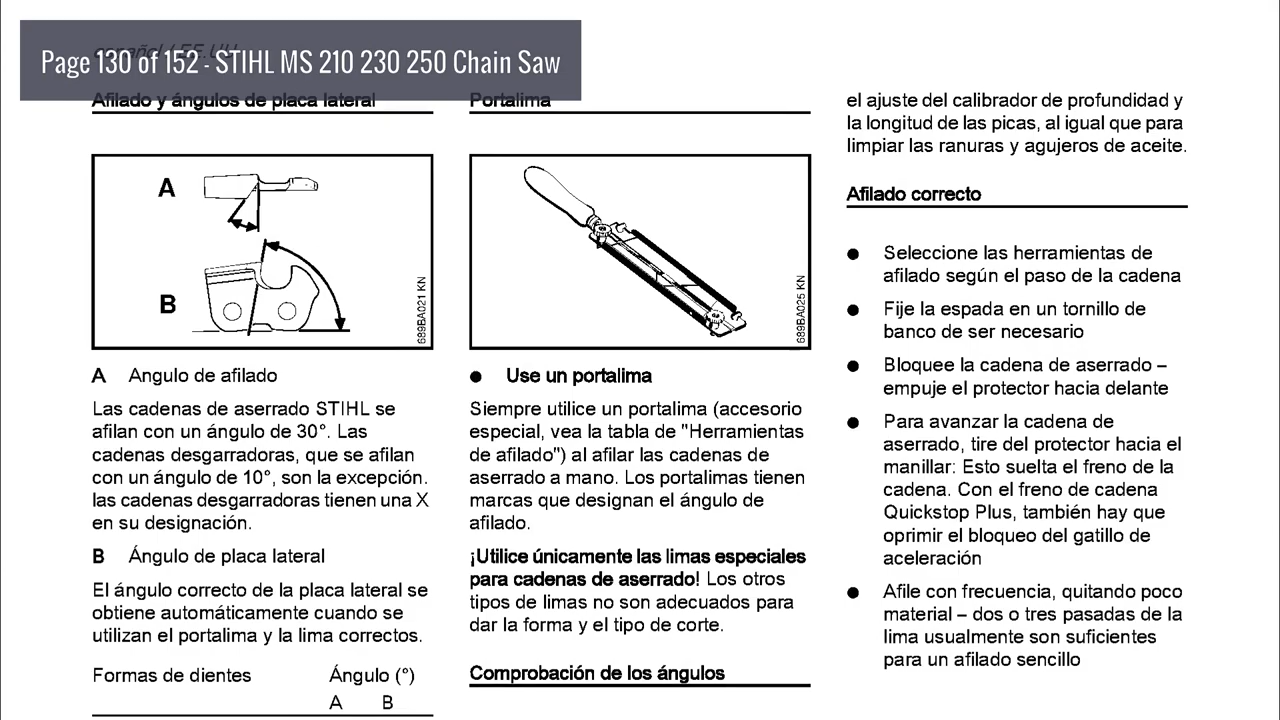 Page 130 of 152 - STIHL MS 210 230 250 Chain Saw
español / EE.UU
Afilado y ángulos de placa lateral
A
B
689BA021 KN
A Angulo de afilado
Las cadenas de aserrado STIHL se
afilan con un ángulo de 30°. Las
cadenas desgarradoras, que se afilan
con un ángulo de 10°, son la excepción.
las cadenas desgarradoras tienen una X
en su designación.
B Ángulo de placa lateral
El ángulo correcto de la placa lateral se
obtiene automáticamente cuando se
utilizan el portalima y la lima correctos.
Formas de dientes Ángulo (°)
A B
Portalima
689BA025 KN
● Use un portalima
Siempre utilice un portalima (accesorio
especial, vea la tabla de "Herramientas
de afilado") al afilar las cadenas de
aserrado a mano. Los portalimas tienen
marcas que designan el ángulo de
afilado.
¡Utilice únicamente las limas especiales
para cadenas de aserrado! Los otros
tipos de limas no son adecuados para
dar la forma y el tipo de corte.
Comprobación de los ángulos
el ajuste del calibrador de profundidad y
la longitud de las picas, al igual que para
limpiar las ranuras y agujeros de aceite.
Afilado correcto
● Seleccione las herramientas de
afilado según el paso de la cadena
● Fije la espada en un tornillo de
banco de ser necesario
● Bloquee la cadena de aserrado –
empuje el protector hacia delante
● Para avanzar la cadena de
aserrado, tire del protector hacia el
manillar: Esto suelta el freno de la
cadena. Con el freno de cadena
Quickstop Plus, también hay que
oprimir el bloqueo del gatillo de
aceleración
● Afile con frecuencia, quitando poco
material – dos o tres pasadas de la
lima usualmente son suficientes
para un afilado sencillo